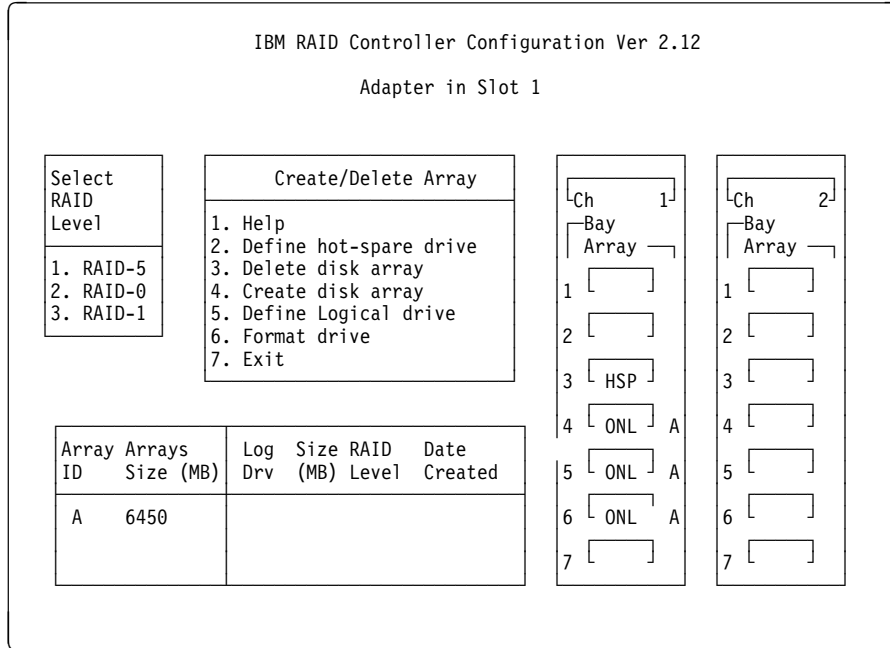 IBM RAID Controller Configuration Ver 2.12
Adapter in Slot 1
Select
RAID
Level
1. RAID-5
2. RAID-0
3. RAID-1
Create/Delete Array
1. Help
2. Define hot-spare drive
3. Delete disk array
4. Create disk array
5. Define Logical drive
6. Format drive
7. Exit
Array Arrays Log Size RAID Date
ID Size (MB) Drv (MB) Level Created
A 6450
Ch 1
Bay
Array
1
2
3 HSP
4 ONL A
5 ONL A
6 ONL A
7
Ch 2
Bay
Array
1
2
3
4
5
6
7